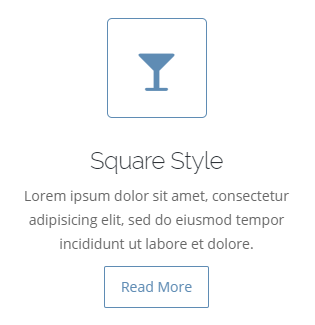 Square Style
Lorem ipsum dolor sit amet, consectetur
adipisicing elit, sed do eiusmod tempor
incididunt ut labore et dolore.
Read More